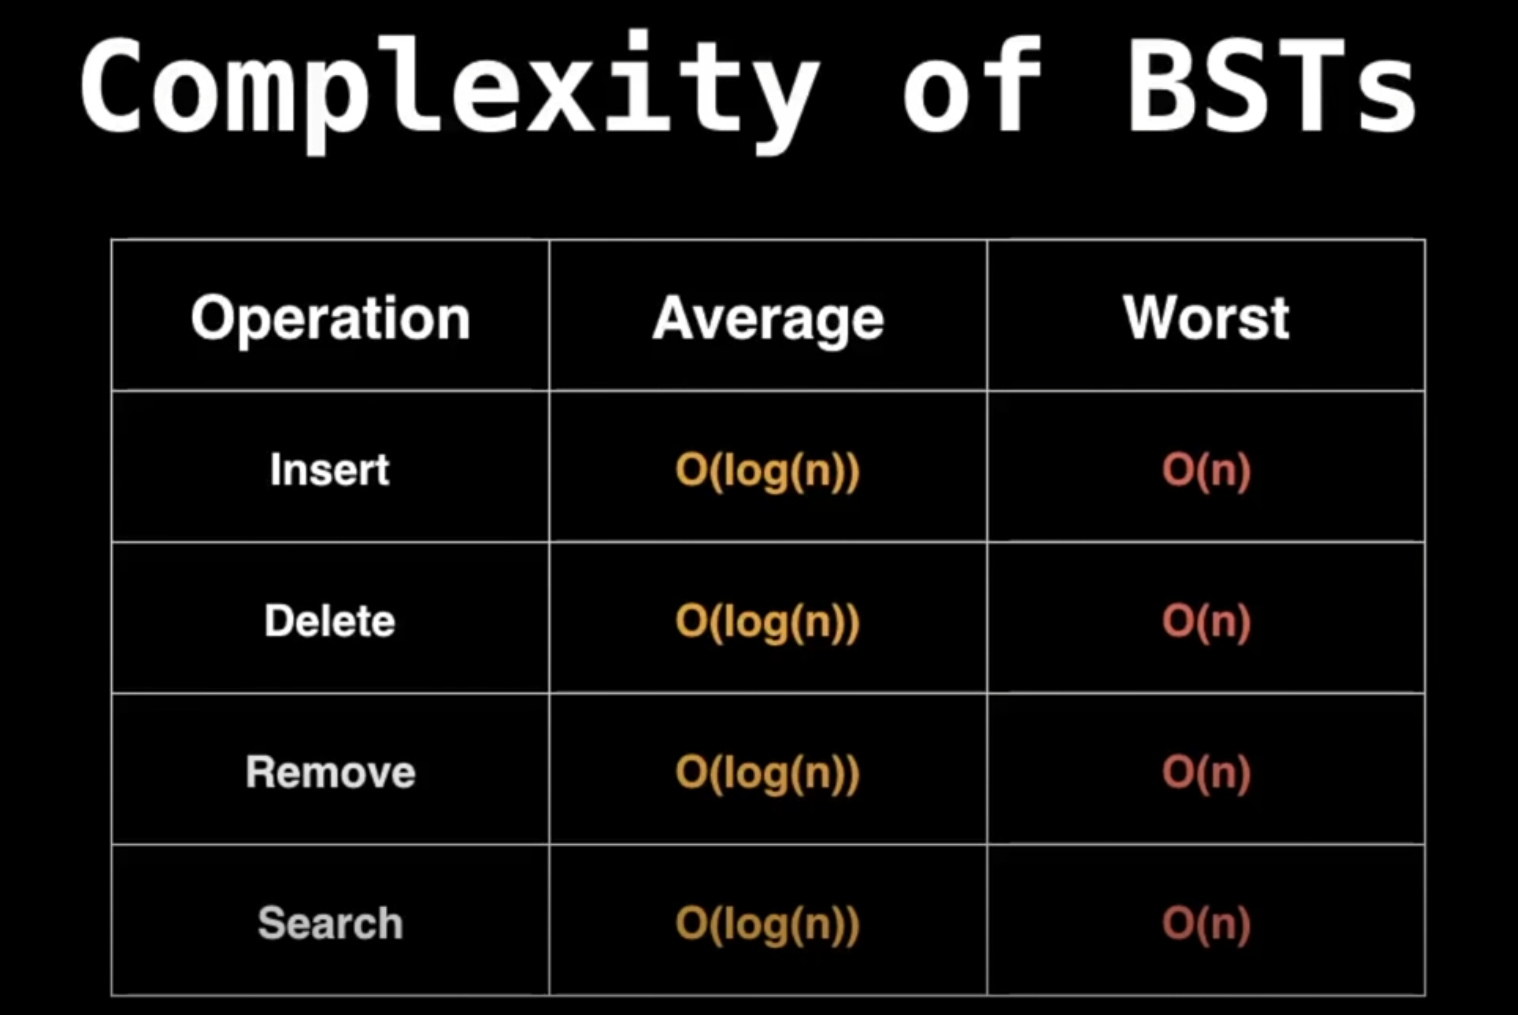 Complexity of BSTs
Operation Average Worst
Insert O(log(n)) O(n)
Delete O(log(n)) O(n)
Remove O(log(n)) O(n)
Search O(log(n)) O(n)